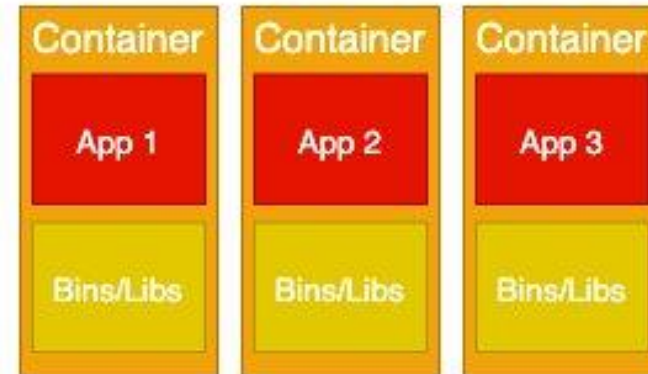 Container Container Container
App 1 App 2 App 3
Bins/Libs Bins/Libs Bins/Libs